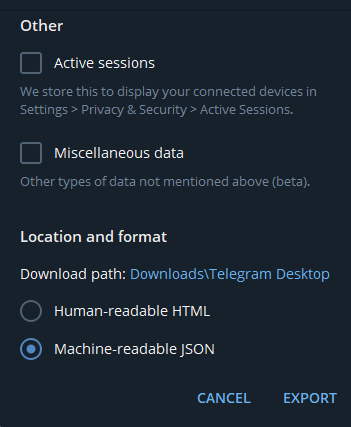 Other
Active sessions
We store this to display your connected devices in
Settings > Privacy & Security > Active Sessions.
Miscellaneous data
Other types of data not mentioned above (beta).
Location and format
Download path: Downloads\Telegram Desktop
Human-readable HTML
Machine-readable JSON
CANCEL EXPORT